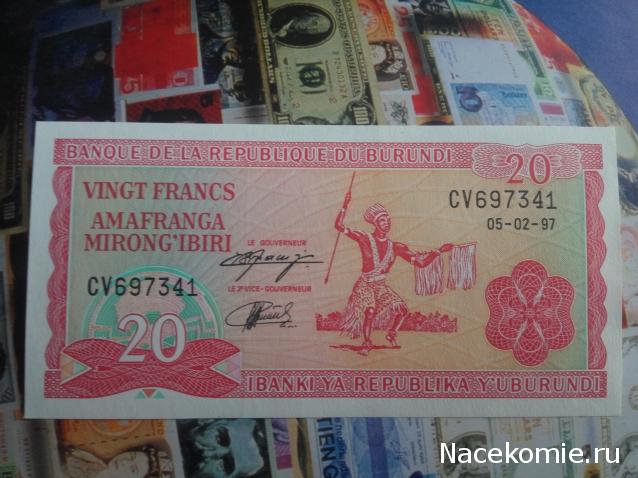 BANQUE DE LA REPUBLIQUE DU BURUNDI
20
VINGT FRANCS
AMAFRANGA
MIRONG'IBIRI
CV697341
05-02-97
LE GOUVERNEUR
LE 2e VICE-GOUVERNEUR
CV697341
20
IBANKI YA REPUBLIKA Y'UBURUNDI
Nacekomie.ru